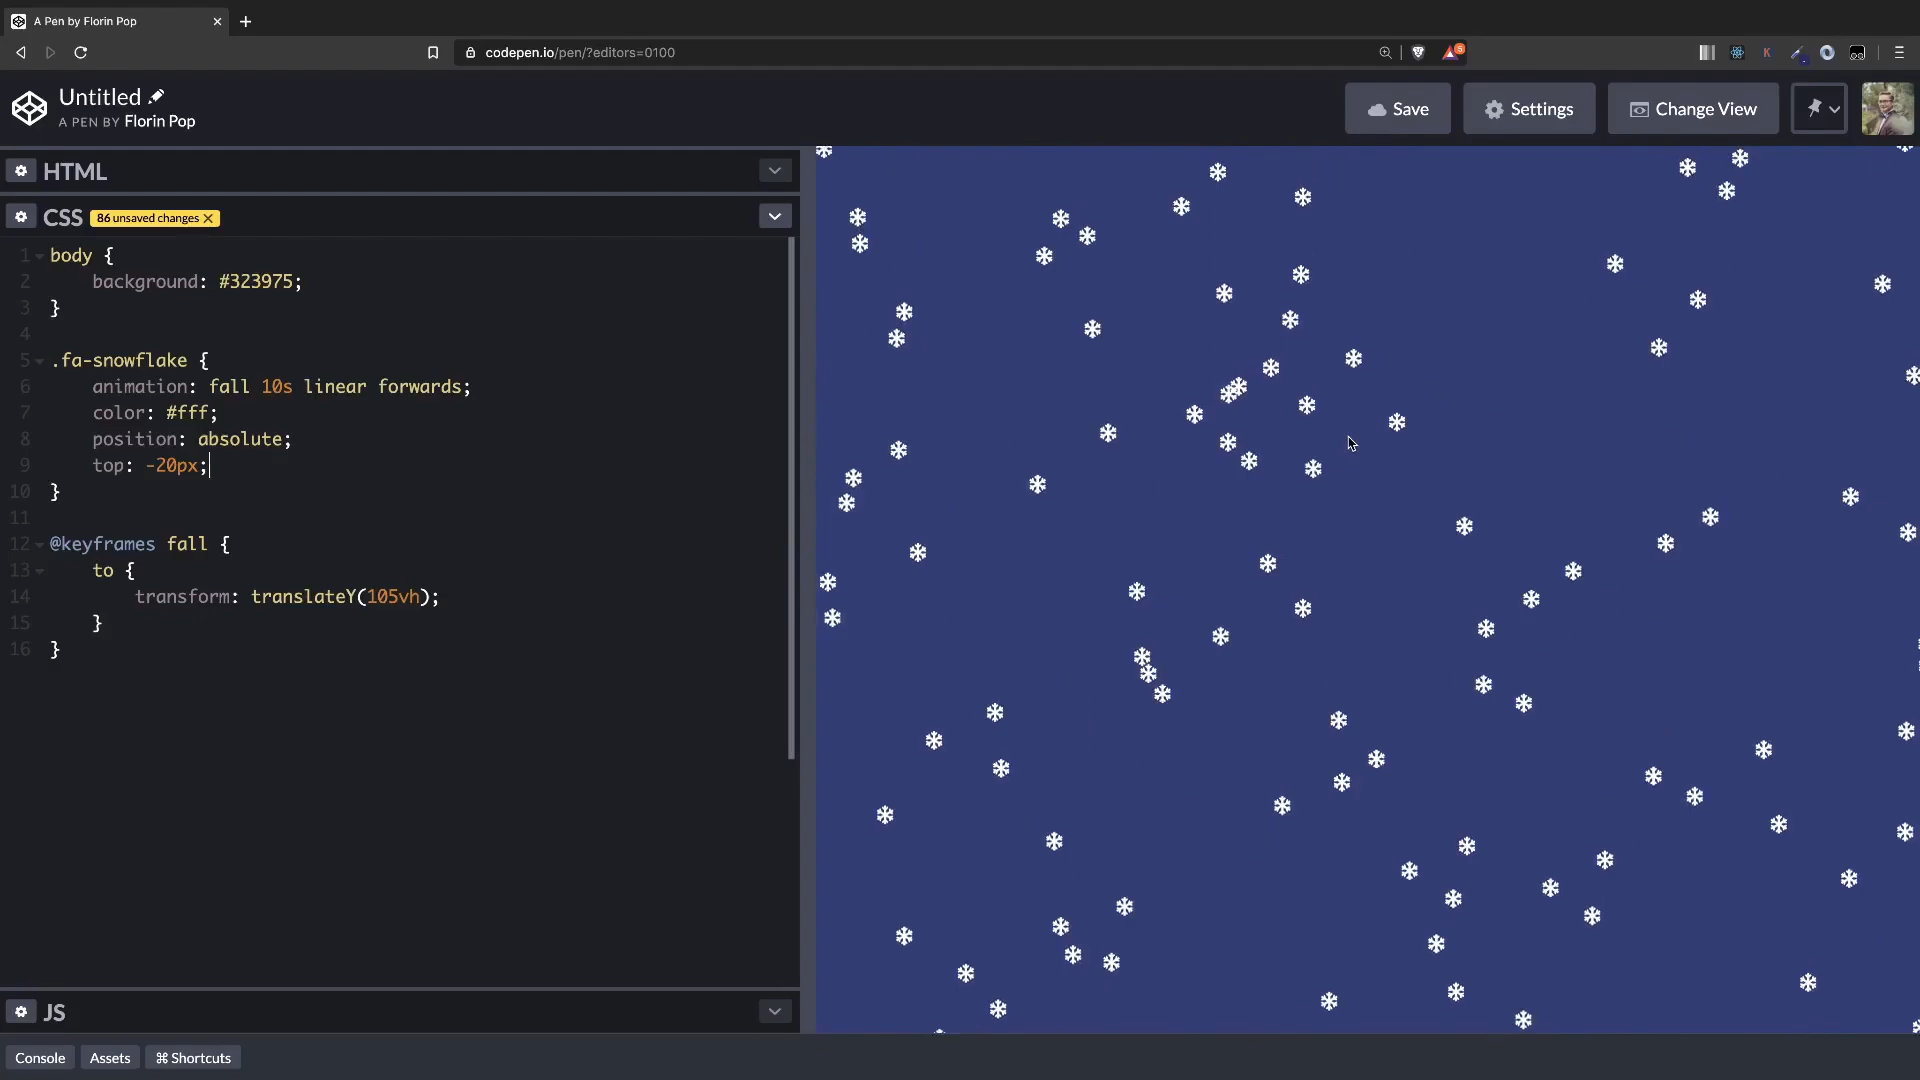 A Pen by Florin Pop
codepen.io/pen/?editors=0100
5
K
Untitled
A PEN BY Florin Pop
Save
Settings
Change View
HTML
CSS
86 unsaved changes
1 body {
2 background: #323975;
3 }
4
5 .fa-snowflake {
6 animation: fall 10s linear forwards;
7 color: #fff;
8 position: absolute;
9 top: -20px;
10 }
11
12 @keyframes fall {
13 to {
14 transform: translateY(105vh);
15 }
16 }
JS
Console
Assets
⌘ Shortcuts